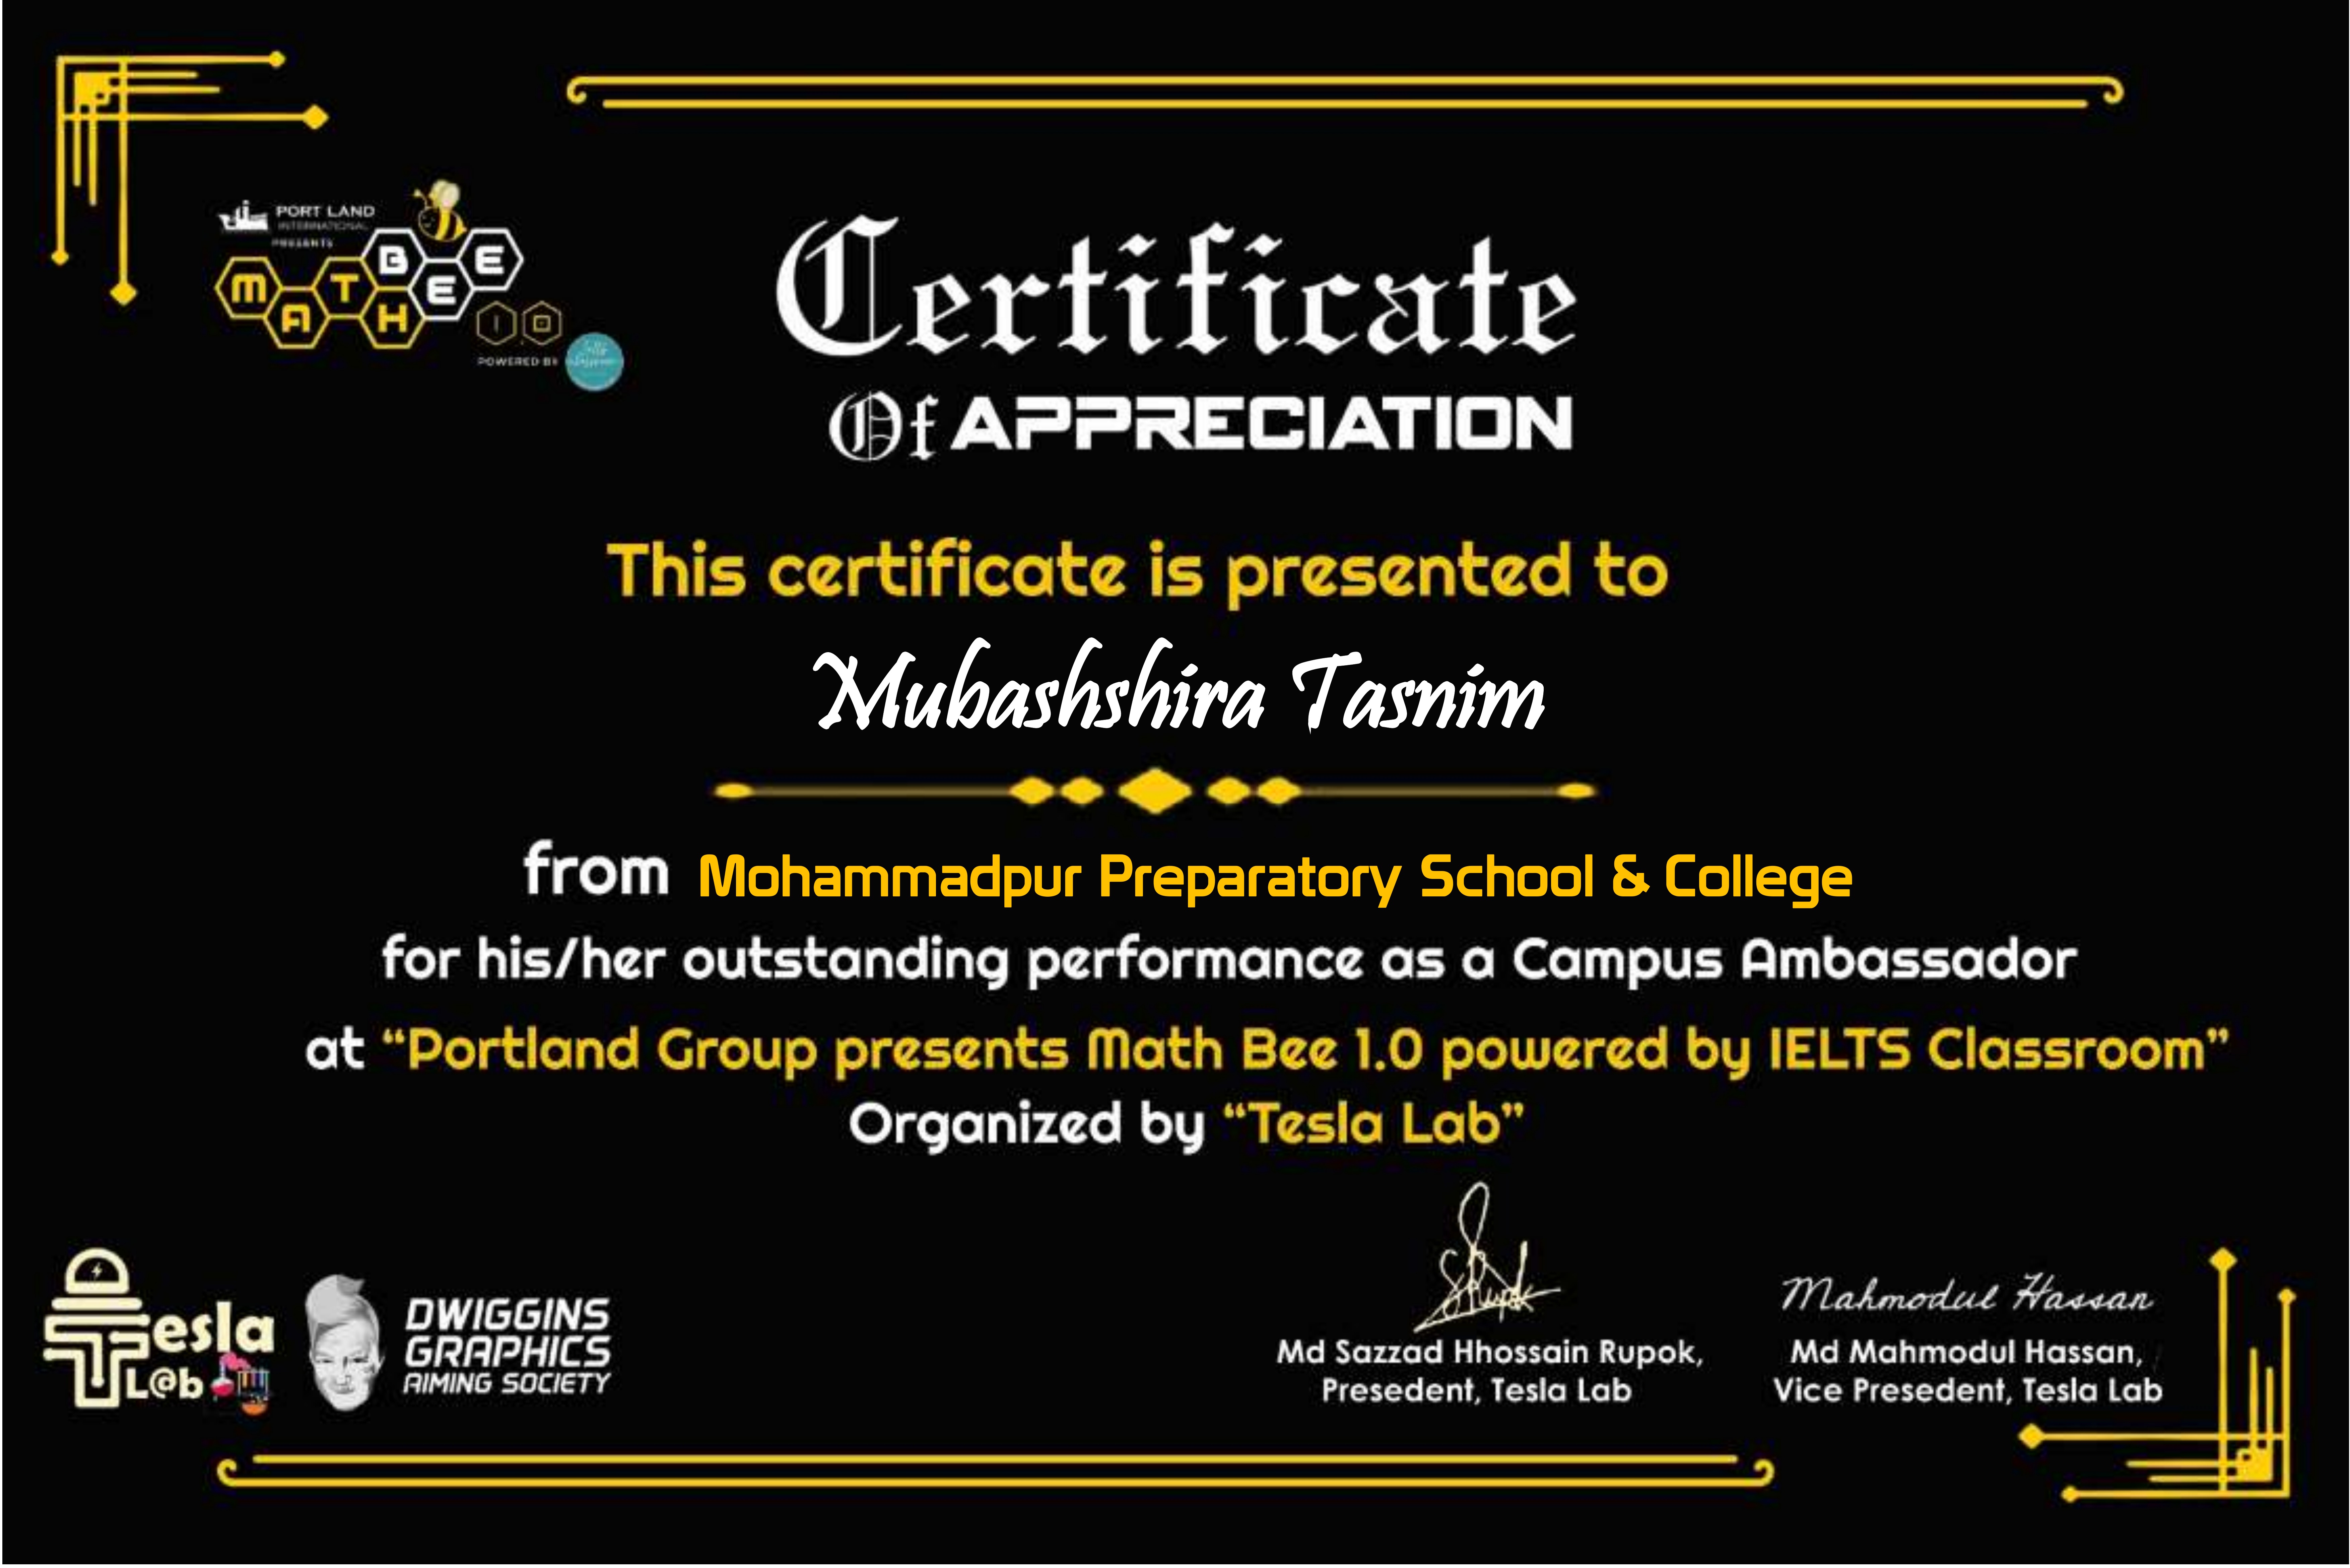 PORT LAND
INTERNATIONAL
PRESENTS
MATH BEE
1.0
POWERED BY
Certificate
Of APPRECIATION
This certificate is presented to
Mubashshira Tasnim
from Mohammadpur Preparatory School & College
for his/her outstanding performance as a Campus Ambassador
at “Portland Group presents Math Bee 1.0 powered by IELTS Classroom”
Organized by “Tesla Lab”
Tesla
L@b
DWIGGINS
GRAPHICS
AIMING SOCIETY
Mahmodul Hassan
Md Sazzad Hhossain Rupok,
Presedent, Tesla Lab
Md Mahmodul Hassan,
Vice Presedent, Tesla Lab